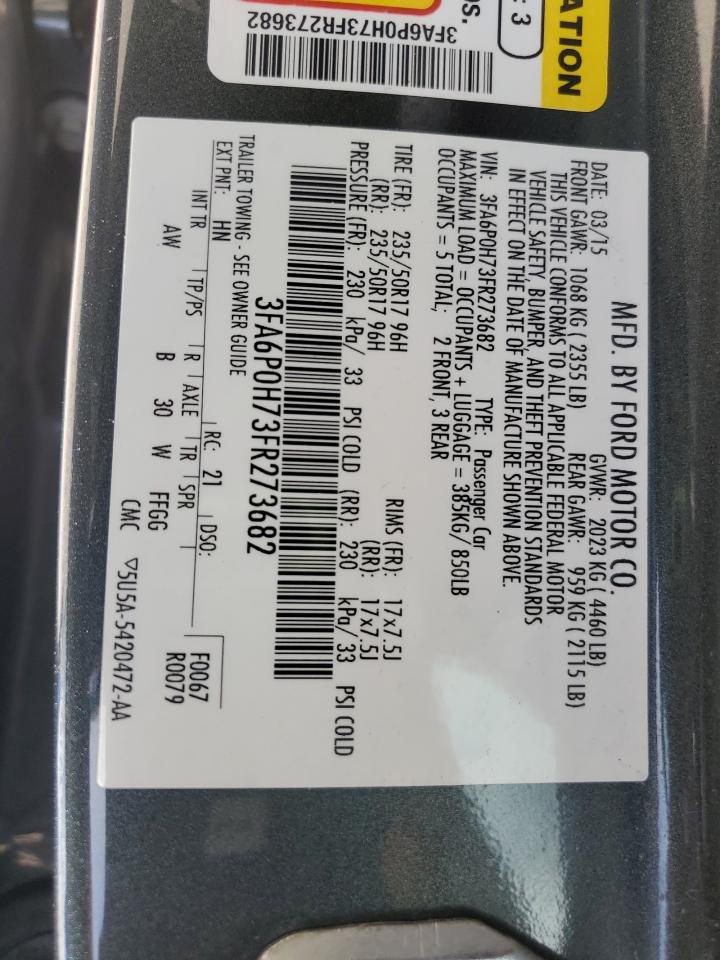 ATION
: 3
os.
3FA6P0H73FR273682
MFD. BY FORD MOTOR CO.
DATE: 03/15 GVWR: 2023 KG ( 4460 LB)
FRONT GAWR: 1068 KG ( 2355 LB) REAR GAWR: 959 KG ( 2115 LB)
THIS VEHICLE CONFORMS TO ALL APPLICABLE FEDERAL MOTOR
VEHICLE SAFETY, BUMPER, AND THEFT PREVENTION STANDARDS
IN EFFECT ON THE DATE OF MANUFACTURE SHOWN ABOVE.
VIN: 3FA6P0H73FR273682 TYPE: Passenger Car
MAXIMUM LOAD = OCCUPANTS + LUGGAGE = 385KG/ 850LB
OCCUPANTS = 5 TOTAL; 2 FRONT, 3 REAR
TIRE (FR): 235/50R17 96H RIMS (FR): 17x7.5J
(RR): 235/50R17 96H (RR): 17x7.5J
PRESSURE (FR): 230 kPa/ 33 PSI COLD (RR): 230 kPa/ 33 PSI COLD
3FA6P0H73FR273682
TRAILER TOWING - SEE OWNER GUIDE
EXT PNT: HN RC: 21 DSO: F0067
INT TR TP/PS R AXLE TR SPR R0079
AW B 30 W FFGG
CMC ▽5U5A-5420472-AA